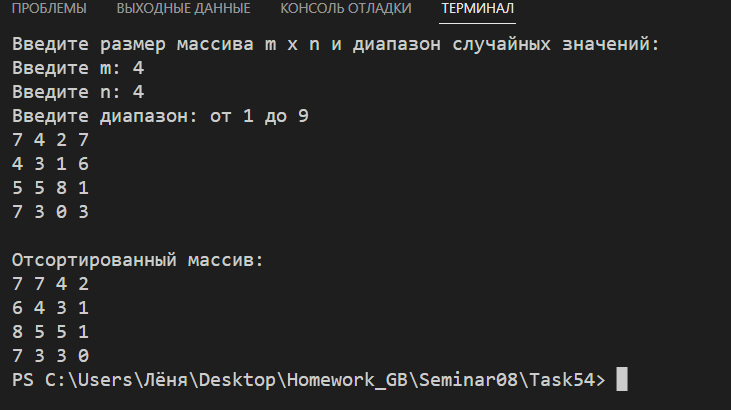 ПРОБЛЕМЫ ВЫХОДНЫЕ ДАННЫЕ КОНСОЛЬ ОТЛАДКИ ТЕРМИНАЛ
Введите размер массива m x n и диапазон случайных значений:
Введите m: 4
Введите n: 4
Введите диапазон: от 1 до 9
7 4 2 7
4 3 1 6
5 5 8 1
7 3 0 3
Отсортированный массив:
7 7 4 2
6 4 3 1
8 5 5 1
7 3 3 0
PS C:\Users\Лёня\Desktop\Homework_GB\Seminar08\Task54>